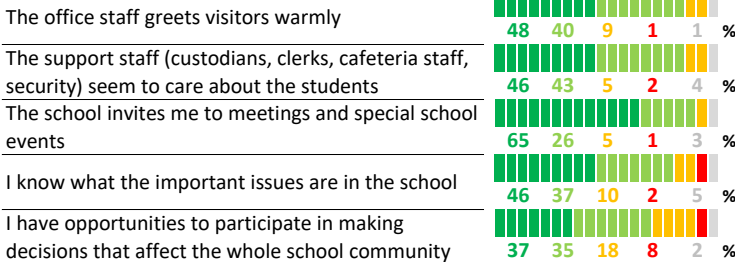 The office staff greets visitors warmly
48 40 9 1 1 %
The support staff (custodians, clerks, cafeteria staff,
security) seem to care about the students
46 43 5 2 4 %
The school invites me to meetings and special school
events
65 26 5 1 3 %
I know what the important issues are in the school
46 37 10 2 5 %
I have opportunities to participate in making
decisions that affect the whole school community
37 35 18 8 2 %